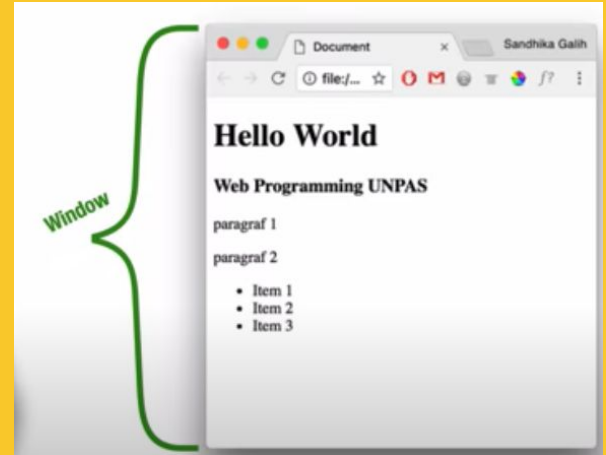 Window
Document
Sandhika Galih
file:/...
Hello World
Web Programming UNPAS
paragraf 1
paragraf 2
Item 1
Item 2
Item 3